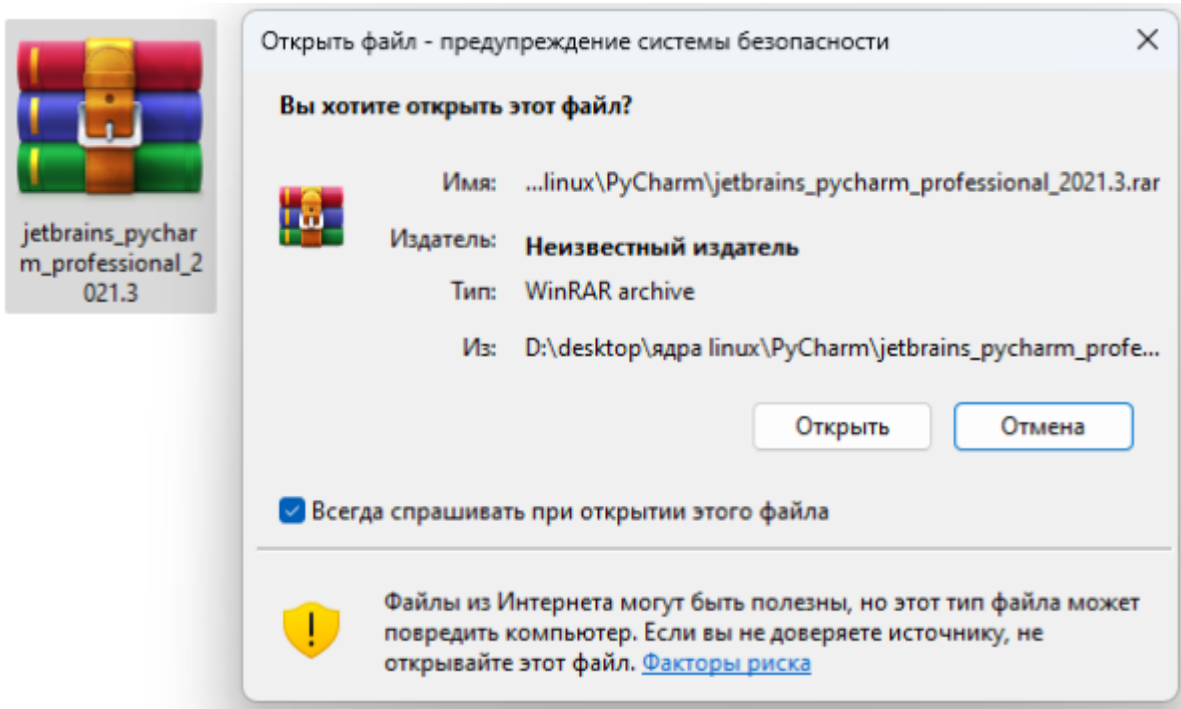 jetbrains_pychar
m_professional_2
021.3
Открыть файл - предупреждение системы безопасности
Вы хотите открыть этот файл?
Имя: ...linux\PyCharm\jetbrains_pycharm_professional_2021.3.rar
Издатель: Неизвестный издатель
Тип: WinRAR archive
Из: D:\desktop\ядра linux\PyCharm\jetbrains_pycharm_profe...
Открыть Отмена
Всегда спрашивать при открытии этого файла
Файлы из Интернета могут быть полезны, но этот тип файла может
повредить компьютер. Если вы не доверяете источнику, не
открывайте этот файл. Факторы риска